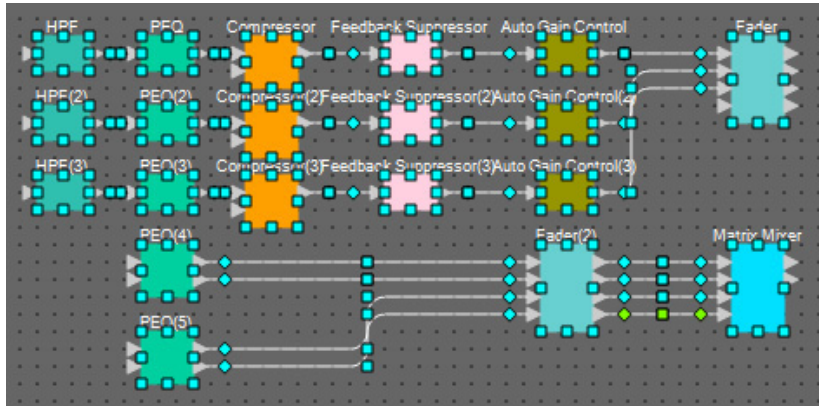 HPF PEQ Compressor Feedback Suppressor Auto Gain Control Fader
HPF(2) PEQ(2) Compressor(2) Feedback Suppressor(2) Auto Gain Control(2)
HPF(3) PEQ(3) Compressor(3) Feedback Suppressor(3) Auto Gain Control(3)
PEQ(4) Fader(2) Matrix Mixer
PEQ(5)